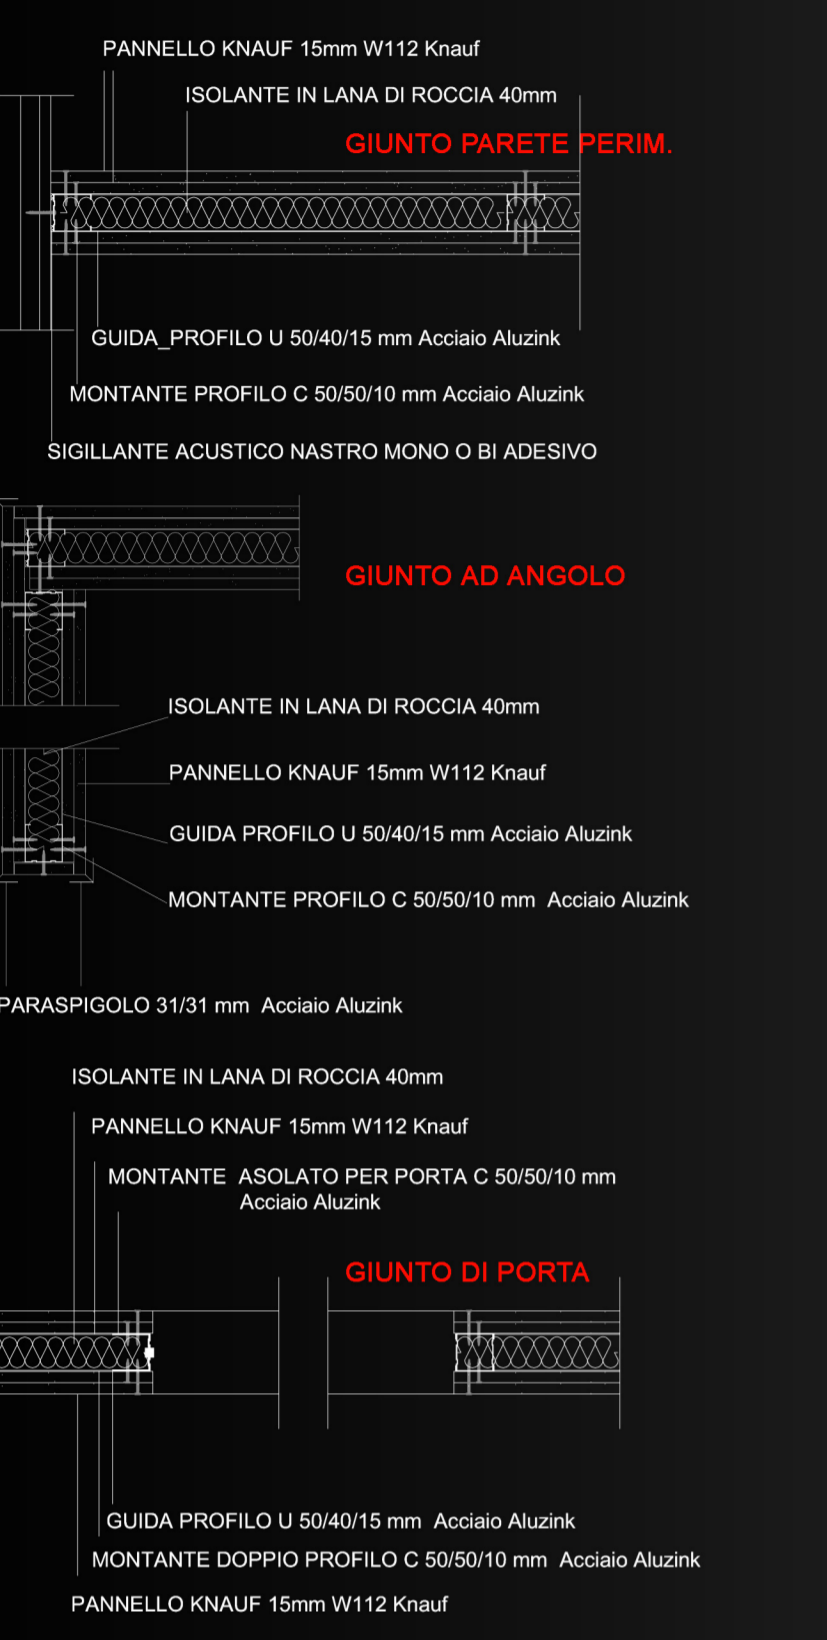 PANNELLO KNAUF 15mm W112 Knauf
ISOLANTE IN LANA DI ROCCIA 40mm
GIUNTO PARETE PERIM.
GUIDA_PROFILO U 50/40/15 mm Acciaio Aluzink
MONTANTE PROFILO C 50/50/10 mm Acciaio Aluzink
SIGILLANTE ACUSTICO NASTRO MONO O BI ADESIVO
GIUNTO AD ANGOLO
ISOLANTE IN LANA DI ROCCIA 40mm
PANNELLO KNAUF 15mm W112 Knauf
GUIDA PROFILO U 50/40/15 mm Acciaio Aluzink
MONTANTE PROFILO C 50/50/10 mm Acciaio Aluzink
PARASPIGOLO 31/31 mm Acciaio Aluzink
ISOLANTE IN LANA DI ROCCIA 40mm
PANNELLO KNAUF 15mm W112 Knauf
MONTANTE ASOLATO PER PORTA C 50/50/10 mm
Acciaio Aluzink
GIUNTO DI PORTA
GUIDA PROFILO U 50/40/15 mm Acciaio Aluzink
MONTANTE DOPPIO PROFILO C 50/50/10 mm Acciaio Aluzink
PANNELLO KNAUF 15mm W112 Knauf